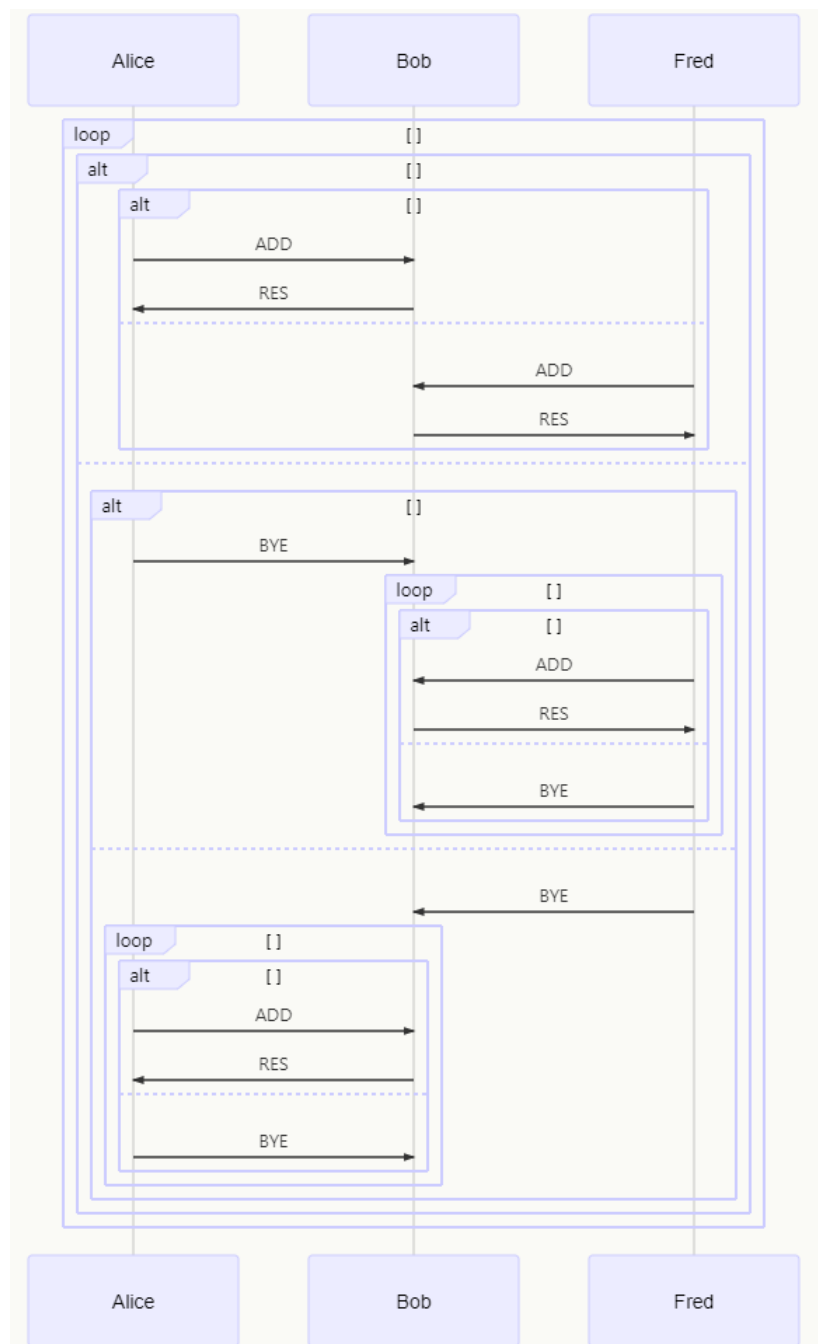 Alice Bob Fred
loop []
alt []
alt []
ADD
RES
ADD
RES
alt []
BYE
loop []
alt []
ADD
RES
BYE
BYE
loop []
alt []
ADD
RES
BYE
Alice Bob Fred